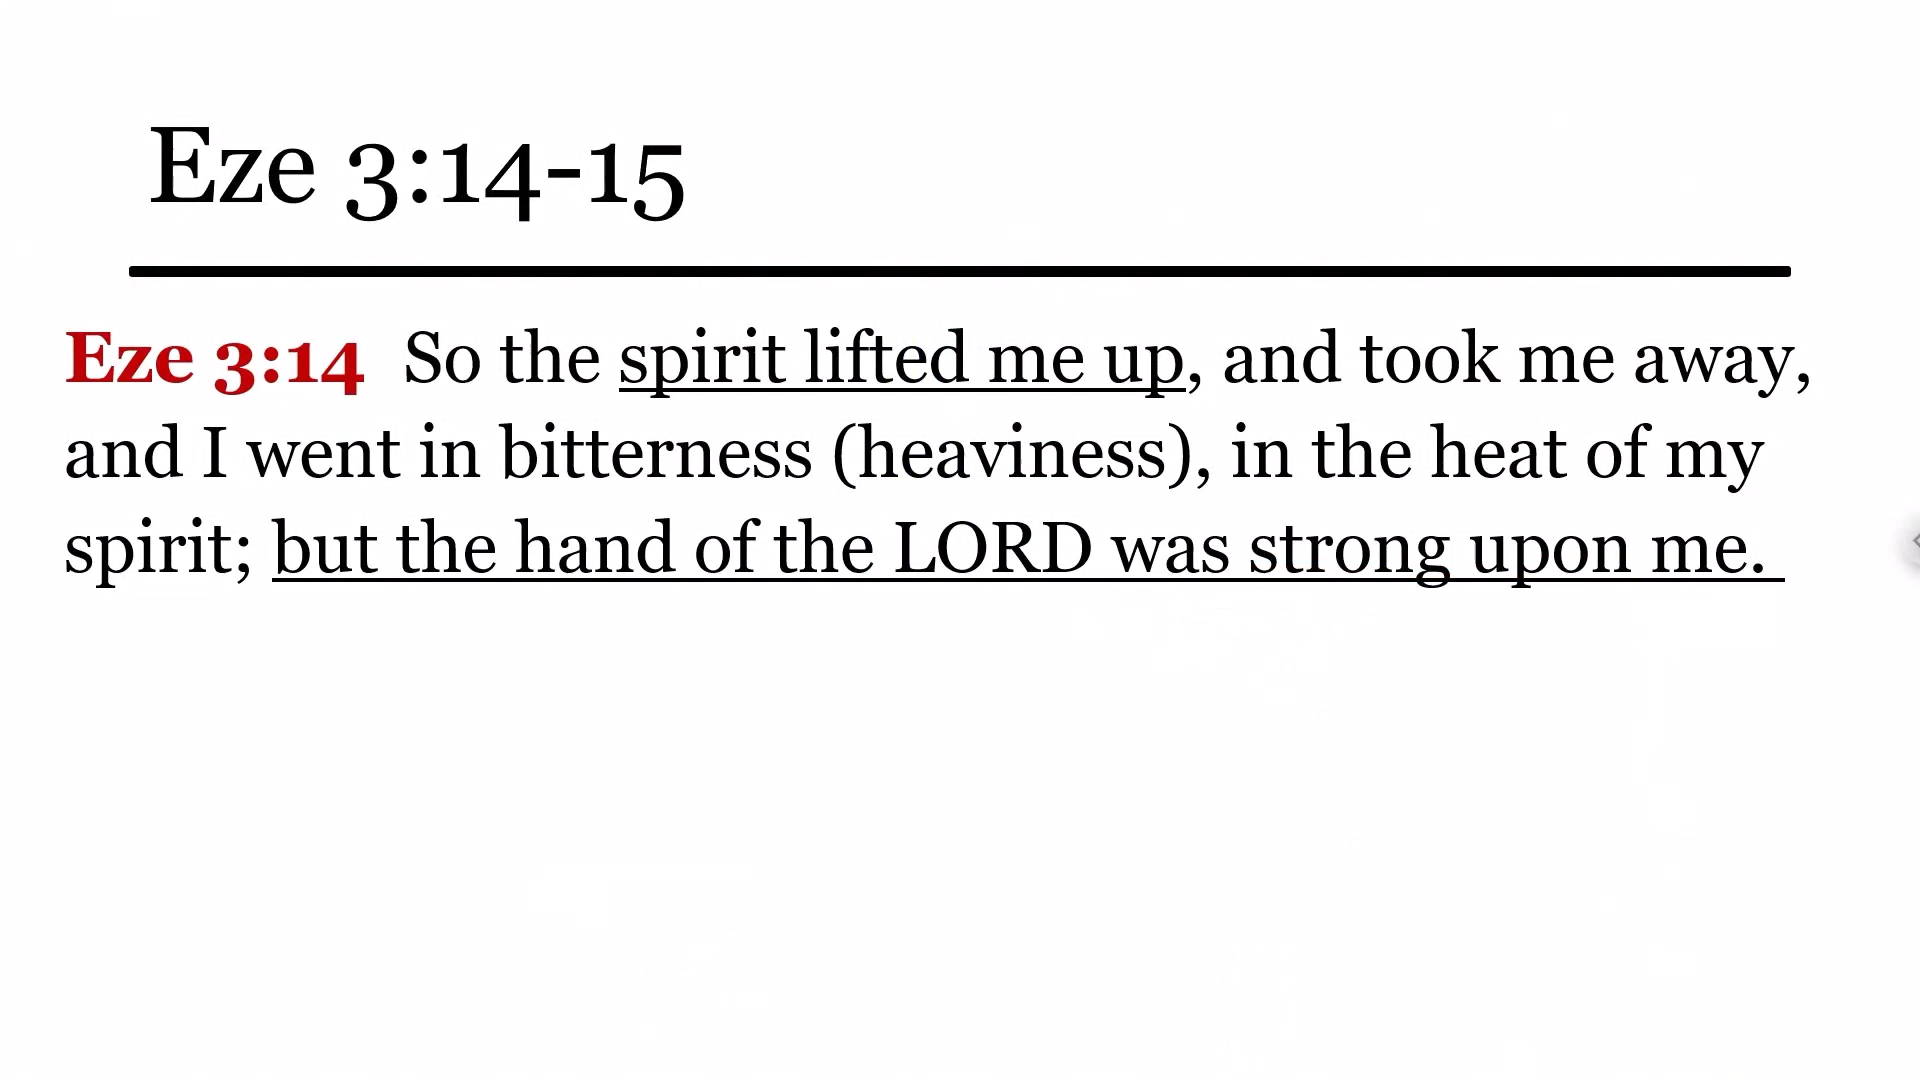 Eze 3:14-15
Eze 3:14  So the spirit lifted me up, and took me away,
and I went in bitterness (heaviness), in the heat of my
spirit; but the hand of the LORD was strong upon me.